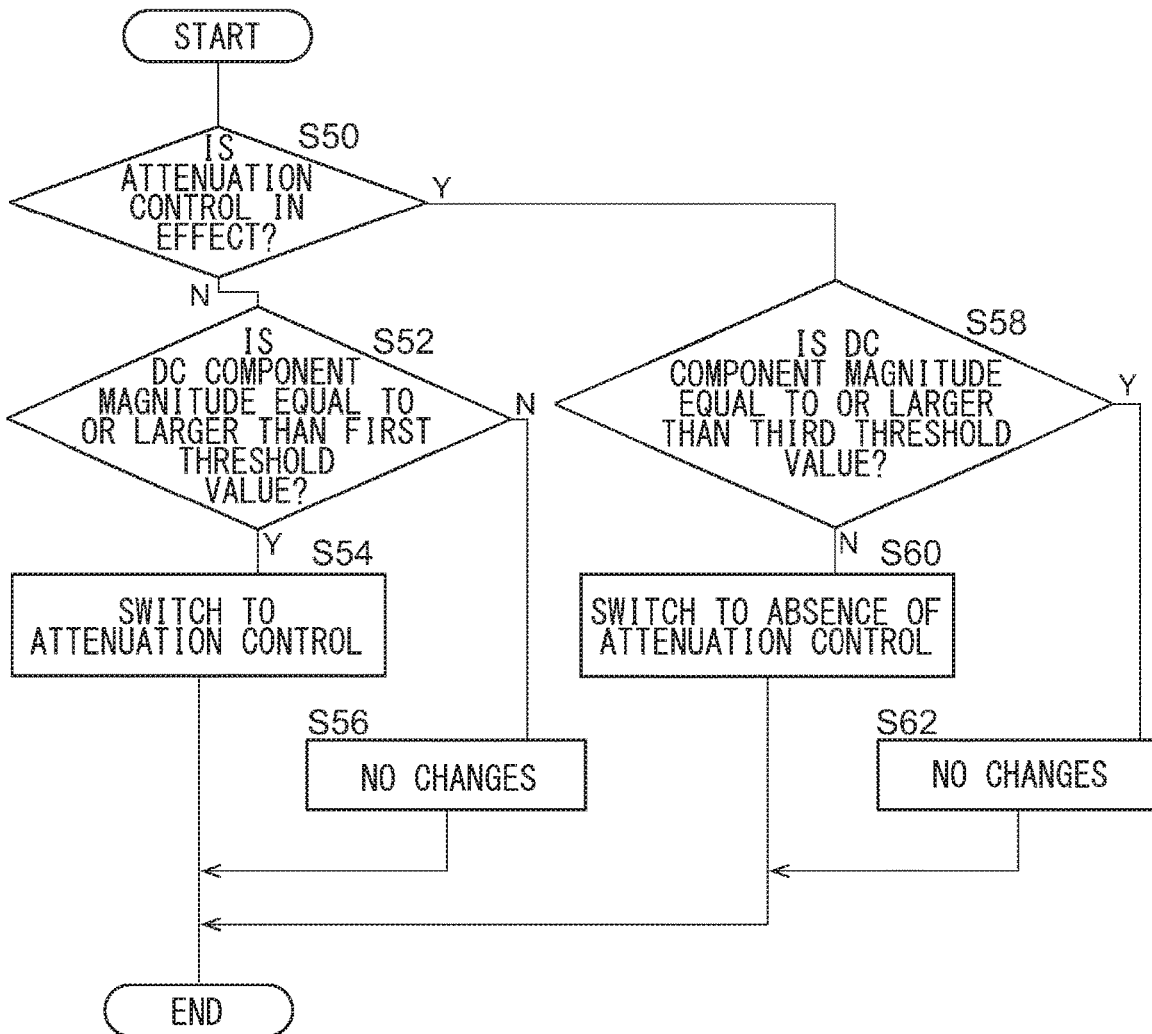 START
S50
IS
ATTENUATION
CONTROL IN
EFFECT?
Y
N
S52
IS
DC COMPONENT
MAGNITUDE EQUAL TO
OR LARGER THAN FIRST
THRESHOLD
VALUE?
N
Y
S54
SWITCH TO
ATTENUATION CONTROL
S56
NO CHANGES
S58
IS DC
COMPONENT MAGNITUDE
EQUAL TO OR LARGER
THAN THIRD THRESHOLD
VALUE?
Y
N
S60
SWITCH TO ABSENCE OF
ATTENUATION CONTROL
S62
NO CHANGES
END